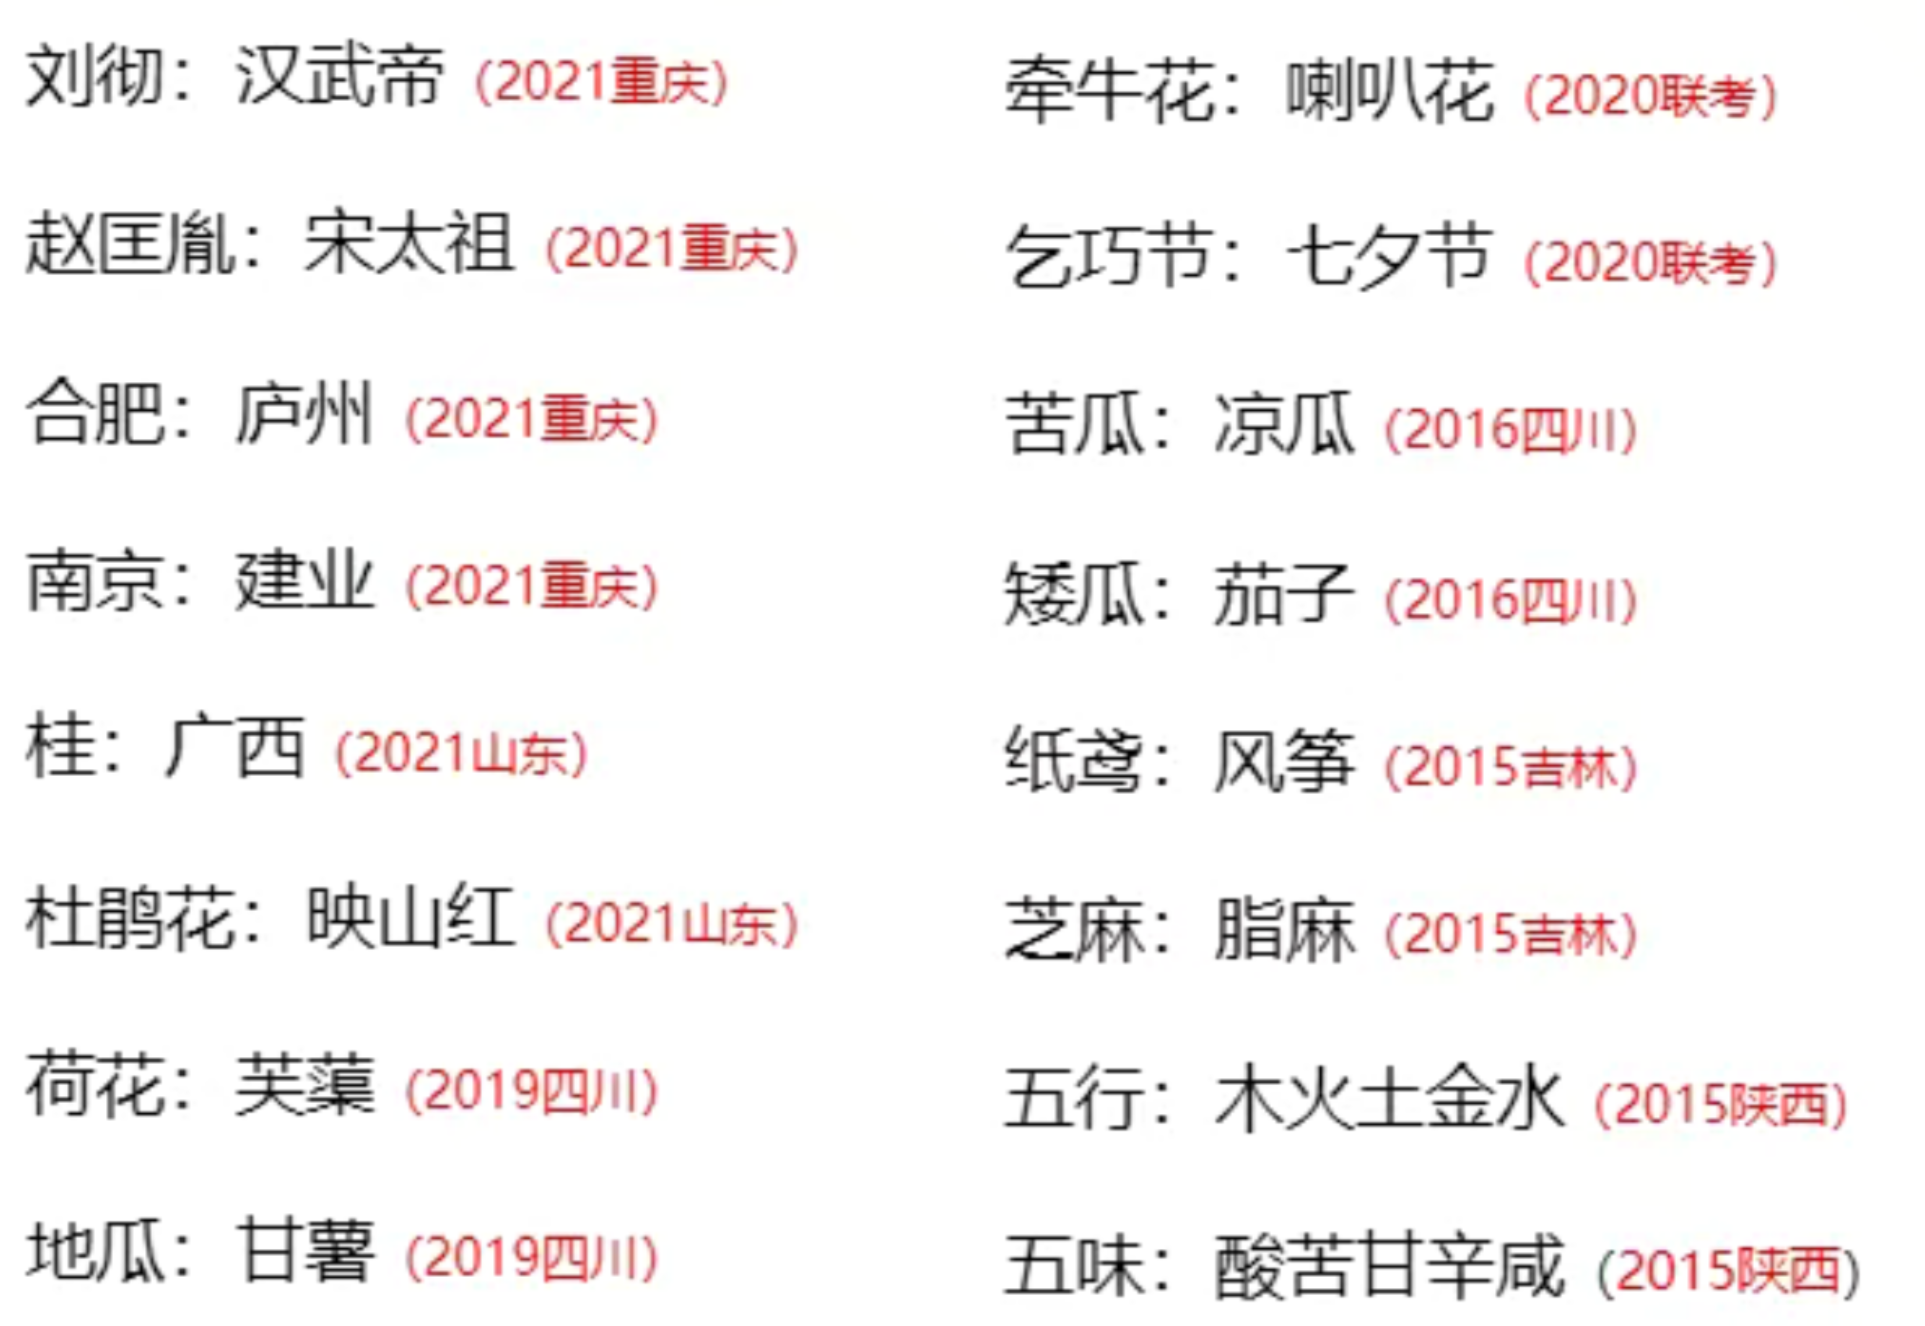 刘彻：汉武帝（2021重庆）
赵匡胤：宋太祖（2021重庆）
合肥：庐州（2021重庆）
南京：建业（2021重庆）
桂：广西（2021山东）
杜鹃花：映山红（2021山东）
荷花：芙蕖（2019四川）
地瓜：甘薯（2019四川）
牵牛花：喇叭花（2020联考）
乞巧节：七夕节（2020联考）
苦瓜：凉瓜（2016四川）
矮瓜：茄子（2016四川）
纸鸢：风筝（2015吉林）
芝麻：脂麻（2015吉林）
五行：木火土金水（2015陕西）
五味：酸苦甘辛咸（2015陕西）